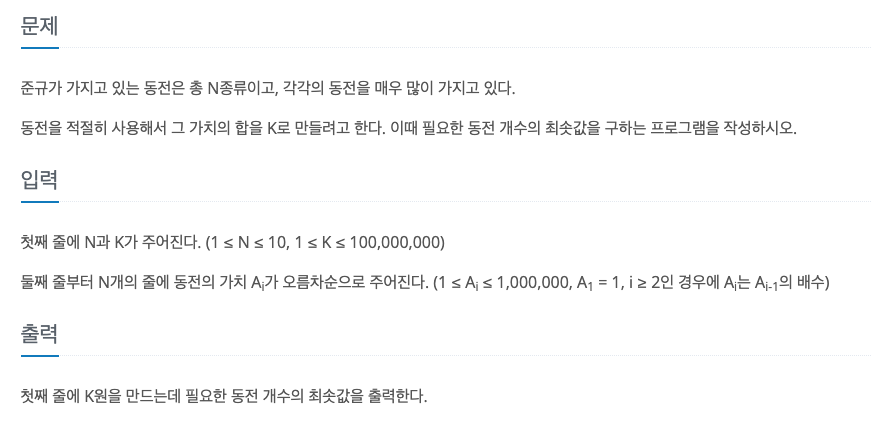 문제
준규가 가지고 있는 동전은 총 N종류이고, 각각의 동전을 매우 많이 가지고 있다.
동전을 적절히 사용해서 그 가치의 합을 K로 만들려고 한다. 이때 필요한 동전 개수의 최솟값을 구하는 프로그램을 작성하시오.
입력
첫째 줄에 N과 K가 주어진다. (1 ≤ N ≤ 10, 1 ≤ K ≤ 100,000,000)
둘째 줄부터 N개의 줄에 동전의 가치 Aᵢ가 오름차순으로 주어진다. (1 ≤ Aᵢ ≤ 1,000,000, A₁ = 1, i ≥ 2인 경우에 Aᵢ는 Aᵢ₋₁의 배수)
출력
첫째 줄에 K원을 만드는데 필요한 동전 개수의 최솟값을 출력한다.